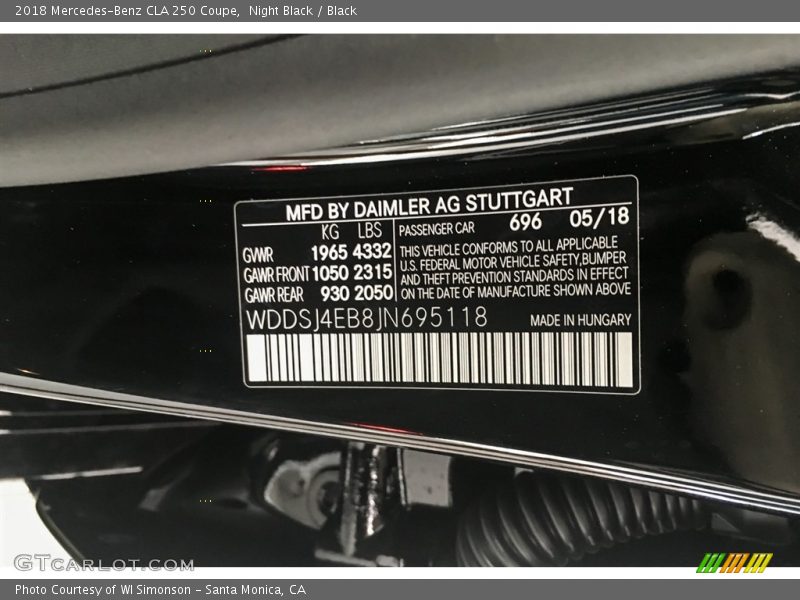 2018 Mercedes-Benz CLA 250 Coupe,  Night Black / Black
MFD BY DAIMLER AG STUTTGART
KG LBS
GVWR 1965 4332
GAWR FRONT 1050 2315
GAWR REAR 930 2050
PASSENGER CAR 696 05/18
THIS VEHICLE CONFORMS TO ALL APPLICABLE
U.S. FEDERAL MOTOR VEHICLE SAFETY,BUMPER
AND THEFT PREVENTION STANDARDS IN EFFECT
ON THE DATE OF MANUFACTURE SHOWN ABOVE
WDDSJ4EB8JN695118 MADE IN HUNGARY
GTCARLOT.COM
Photo Courtesy of WI Simonson - Santa Monica, CA